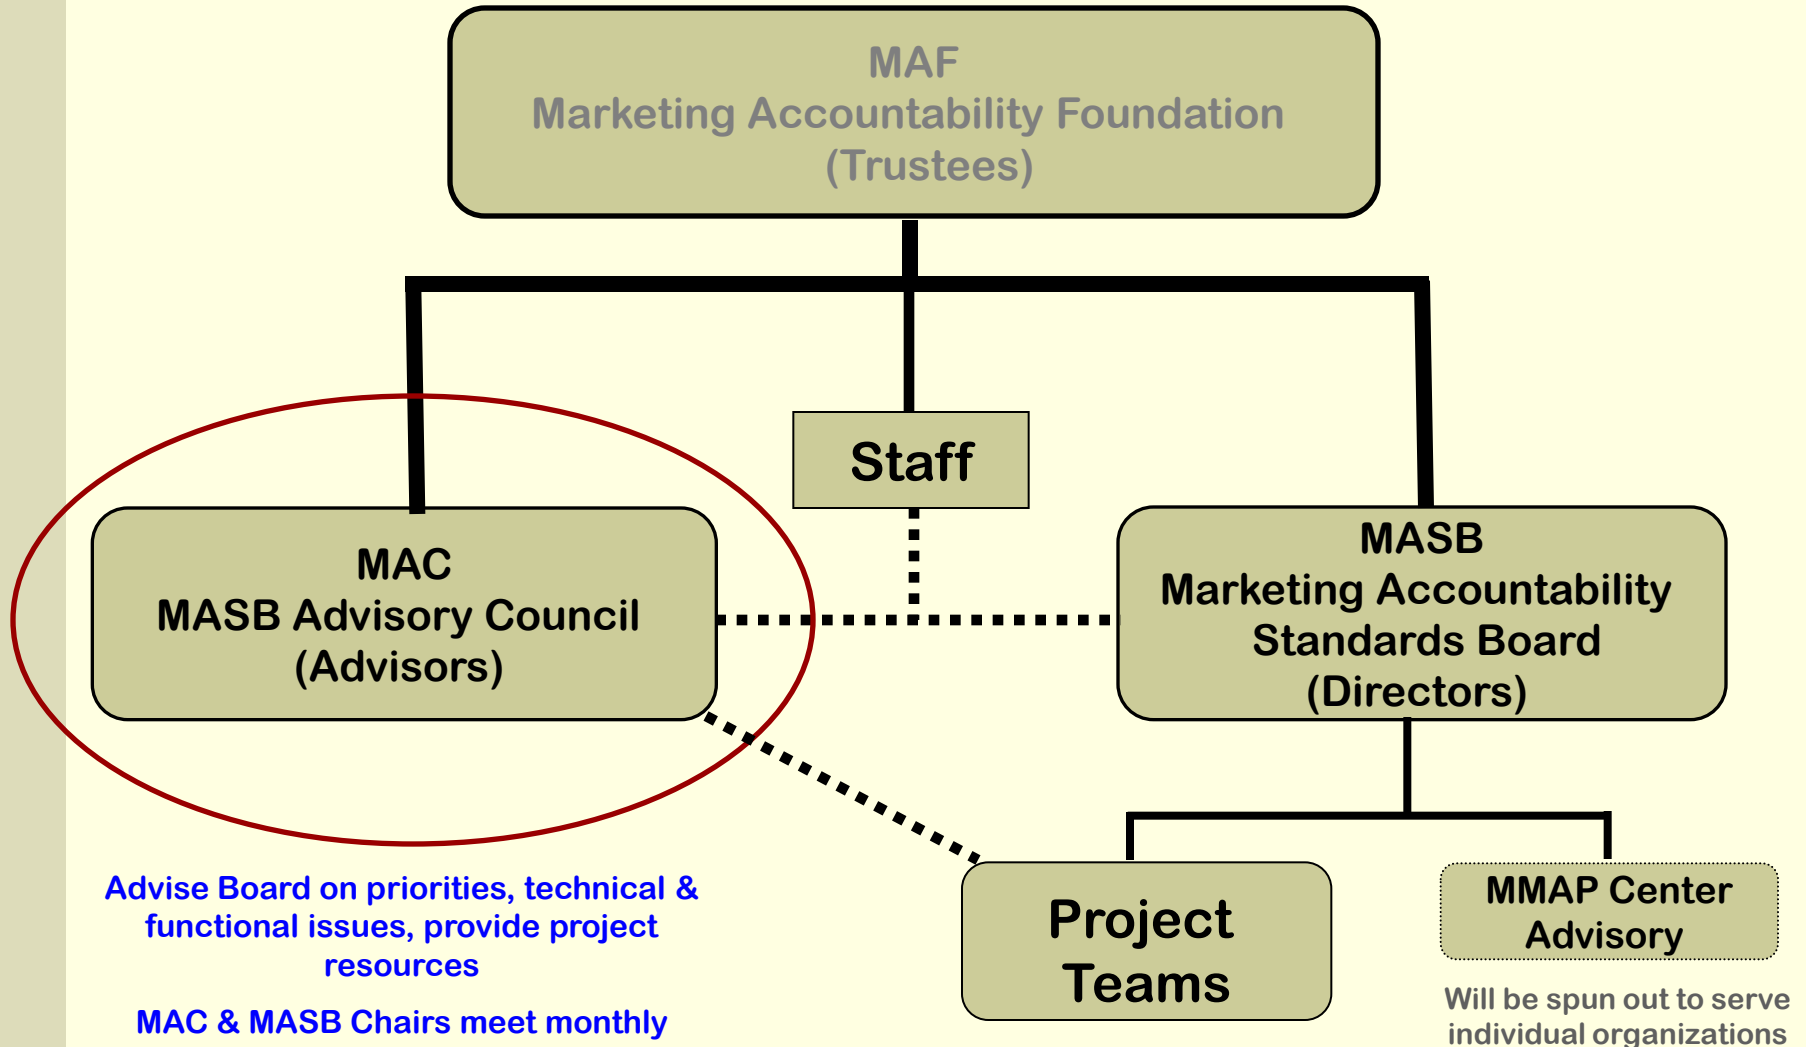 MAF
Marketing Accountability Foundation
(Trustees)
Staff
MAC
MASB Advisory Council
(Advisors)
MASB
Marketing Accountability
Standards Board
(Directors)
Advise Board on priorities, technical &
functional issues, provide project
resources
MAC & MASB Chairs meet monthly
Project
Teams
MMAP Center
Advisory
Will be spun out to serve
individual organizations